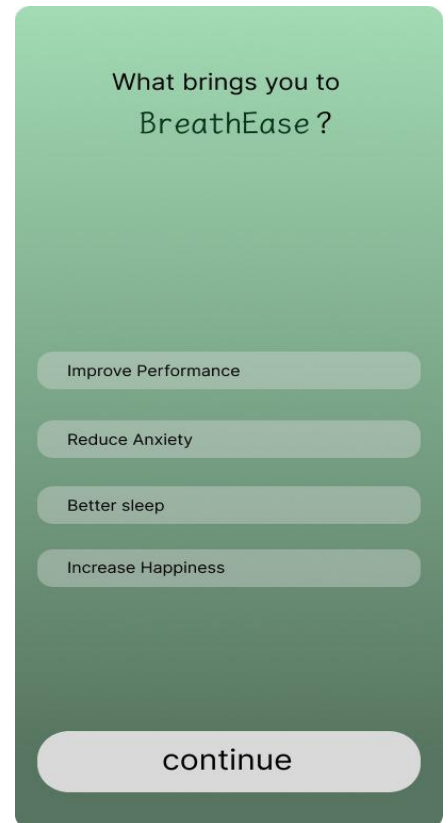 What brings you to
BreathEase?
Improve Performance
Reduce Anxiety
Better sleep
Increase Happiness
continue